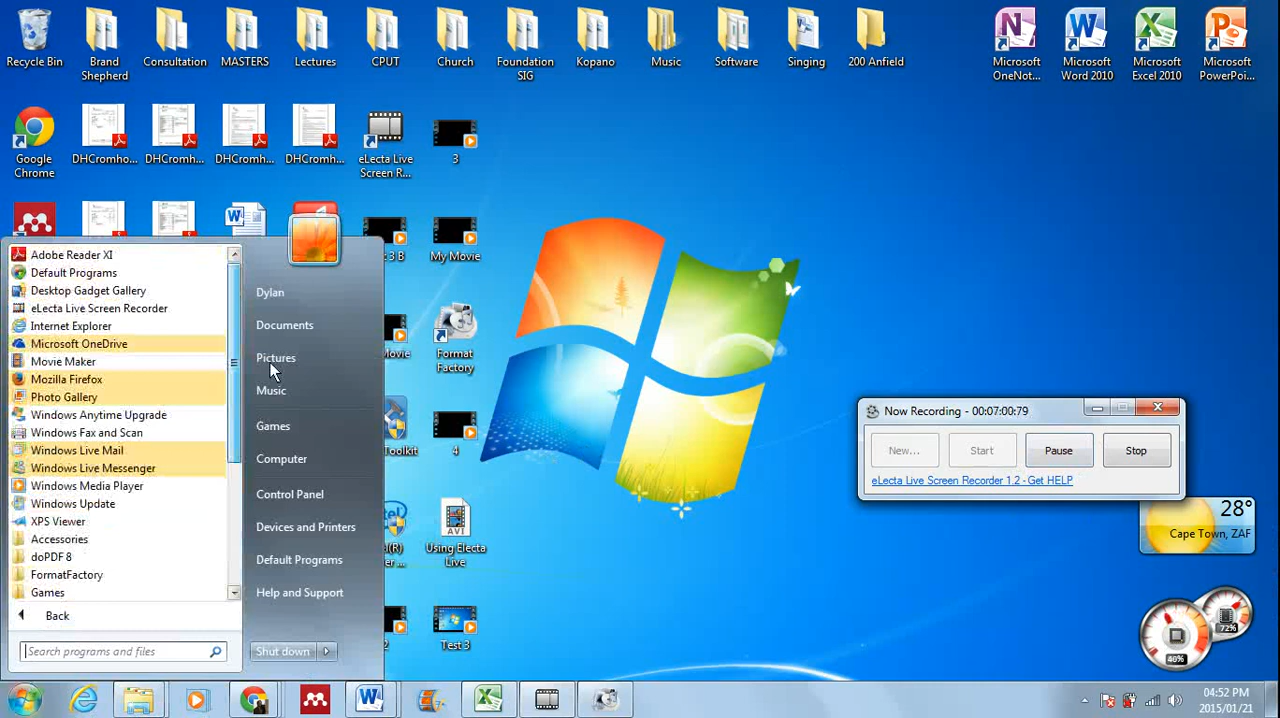 Recycle Bin
Brand
Shepherd
Consultation
MASTERS
Lectures
CPUT
Church
Foundation
SIG
Kopano
Music
Software
Singing
200 Anfield
Microsoft
OneNot...
Microsoft
Word 2010
Microsoft
Excel 2010
Microsoft
PowerPoi...
Google
Chrome
DHCromho...
DHCromh...
DHCromh...
DHCromh...
eLecta Live
Screen R...
3
3 B
My Movie
Movie
Format
Factory
Toolkit
4
Using Electa
Live
2
Test 3
Adobe Reader XI
Default Programs
Desktop Gadget Gallery
eLecta Live Screen Recorder
Internet Explorer
Microsoft OneDrive
Movie Maker
Mozilla Firefox
Photo Gallery
Windows Anytime Upgrade
Windows Fax and Scan
Windows Live Mail
Windows Live Messenger
Windows Media Player
Windows Update
XPS Viewer
Accessories
doPDF 8
FormatFactory
Games
Back
Search programs and files
Dylan
Documents
Pictures
Music
Games
Computer
Control Panel
Devices and Printers
Default Programs
Help and Support
Shut down
Now Recording - 00:07:00:79
New...
Start
Pause
Stop
eLecta Live Screen Recorder 1.2 - Get HELP
28°
Cape Town, ZAF
72%
40%
04:52 PM
2015/01/21